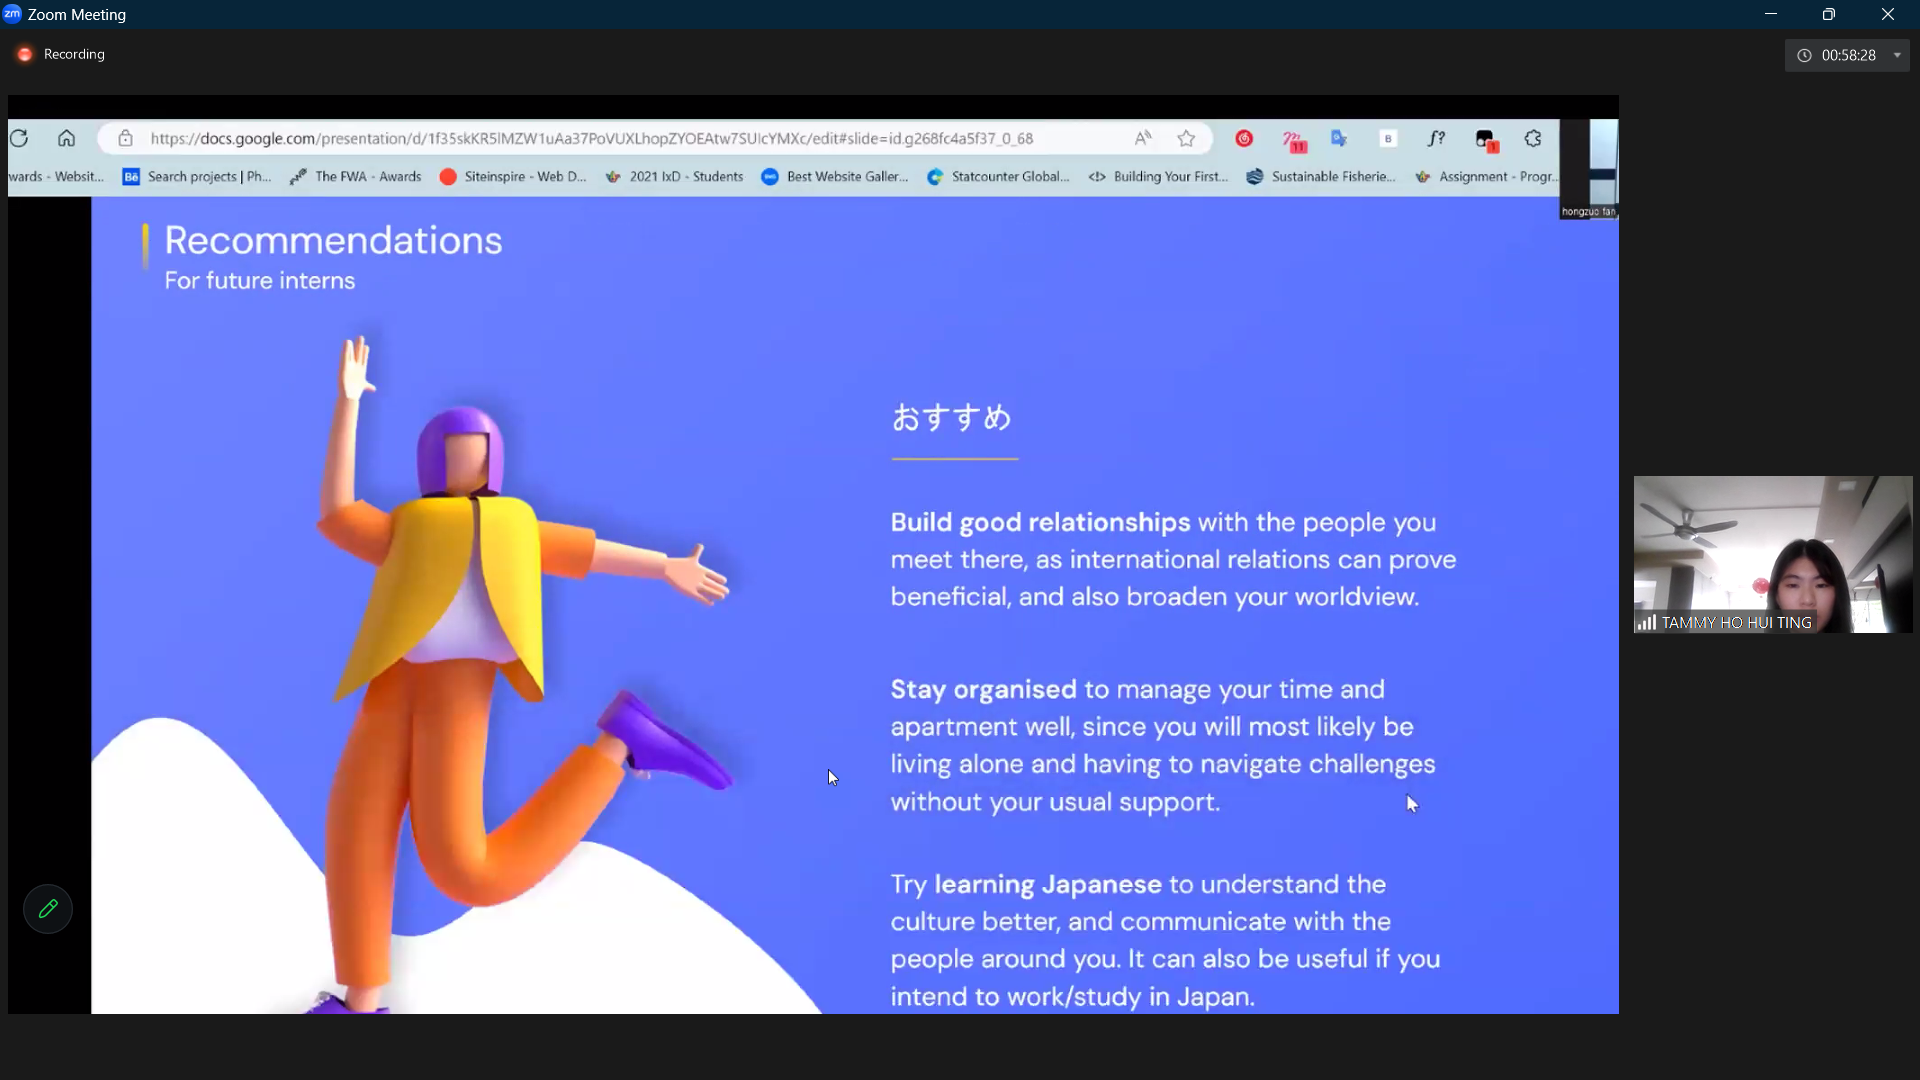 Zoom Meeting
Recording
00:58:28
https://docs.google.com/presentation/d/1f35skKR5IMZW1uAa37PoVUXLhopZYOEAtw7SUIcYMXc/edit#slide=id.g268fc4a5f37_0_68
wards - Websit... Search projects | Ph... The FWA - Awards Siteinspire - Web D... 2021 IxD - Students Best Website Galler... Statcounter Global... Building Your First... Sustainable Fisherie... Assignment - Progr...
hongzuo fan
Recommendations
For future interns
おすすめ
Build good relationships with the people you
meet there, as international relations can prove
beneficial, and also broaden your worldview.
Stay organised to manage your time and
apartment well, since you will most likely be
living alone and having to navigate challenges
without your usual support.
Try learning Japanese to understand the
culture better, and communicate with the
people around you. It can also be useful if you
intend to work/study in Japan.
TAMMY HO HUI TING